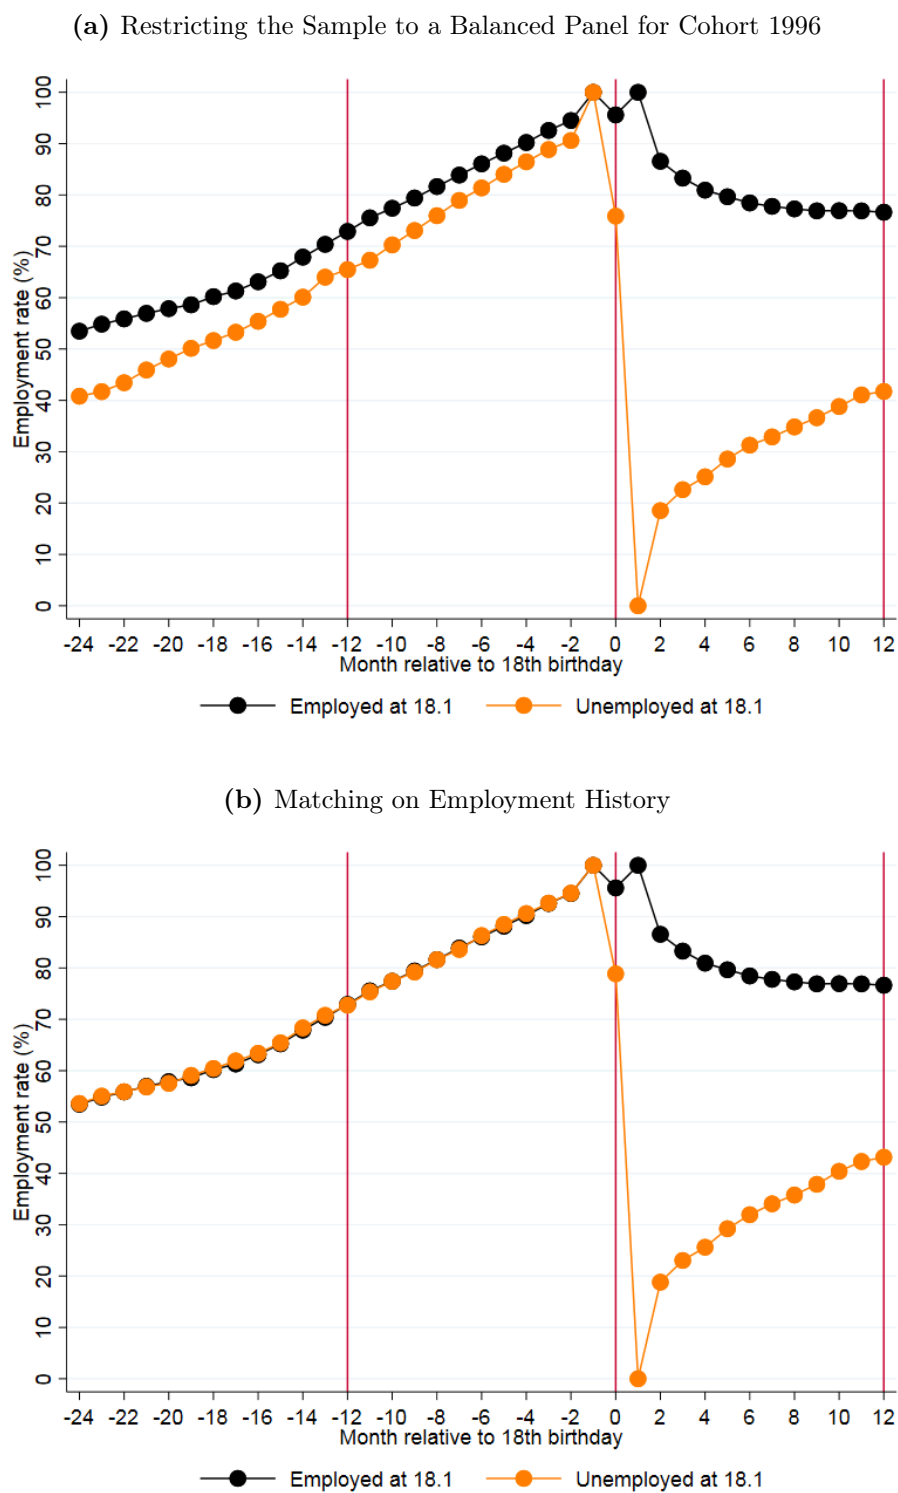 (a) Restricting the Sample to a Balanced Panel for Cohort 1996
Employment rate (%)
100
90
80
70
60
50
40
30
20
10
0
-24 -22 -20 -18 -16 -14 -12 -10 -8 -6 -4 -2 0 2 4 6 8 10 12
Month relative to 18th birthday
Employed at 18.1 Unemployed at 18.1
(b) Matching on Employment History
Employment rate (%)
100
90
80
70
60
50
40
30
20
10
0
-24 -22 -20 -18 -16 -14 -12 -10 -8 -6 -4 -2 0 2 4 6 8 10 12
Month relative to 18th birthday
Employed at 18.1 Unemployed at 18.1